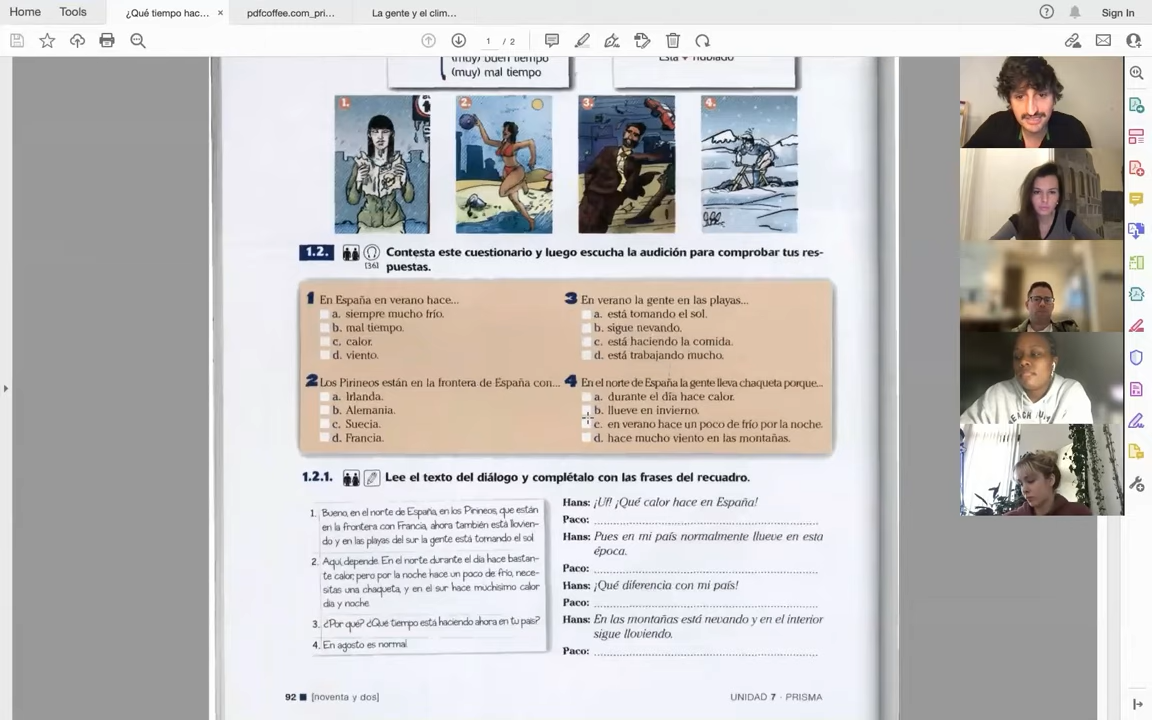 Home Tools ¿Qué tiempo hac... × pdfcoffee.com_pri... La gente y el clim... Sign In
1 / 2
(muy) buen tiempo
(muy) mal tiempo
Está + nublado
1. 2. 3. 4.
1.2. Contesta este cuestionario y luego escucha la audición para comprobar tus res-
[36] puestas.
1 En España en verano hace...
a. siempre mucho frío.
b. mal tiempo.
c. calor.
d. viento.
2 Los Pirineos están en la frontera de España con...
a. Irlanda.
b. Alemania.
c. Suecia.
d. Francia.
3 En verano la gente en las playas...
a. está tomando el sol.
b. sigue nevando.
c. está haciendo la comida.
d. está trabajando mucho.
4 En el norte de España la gente lleva chaqueta porque...
a. durante el día hace calor.
b. llueve en invierno.
c. en verano hace un poco de frío por la noche.
d. hace mucho viento en las montañas.
1.2.1. Lee el texto del diálogo y complétalo con las frases del recuadro.
1. Bueno, en el norte de España, en los Pirineos, que están
en la frontera con Francia, ahora también está llovien-
do y en las playas del sur la gente está tomando el sol
2. Aquí, depende. En el norte durante el día hace bastan-
te calor, pero por la noche hace un poco de frío, nece-
sitas una chaqueta, y en el sur hace muchísimo calor
día y noche
3. ¿Por qué? ¿Qué tiempo está haciendo ahora en tu país?
4. En agosto es normal
Hans: ¡Uf! ¡Qué calor hace en España!
Paco: ........................................................................
Hans: Pues en mi país normalmente llueve en esta
época.
Paco: ........................................................................
Hans: ¡Qué diferencia con mi país!
Paco: ........................................................................
Hans: En las montañas está nevando y en el interior
sigue lloviendo.
Paco: ........................................................................
92 ■ [noventa y dos] UNIDAD 7 · PRISMA